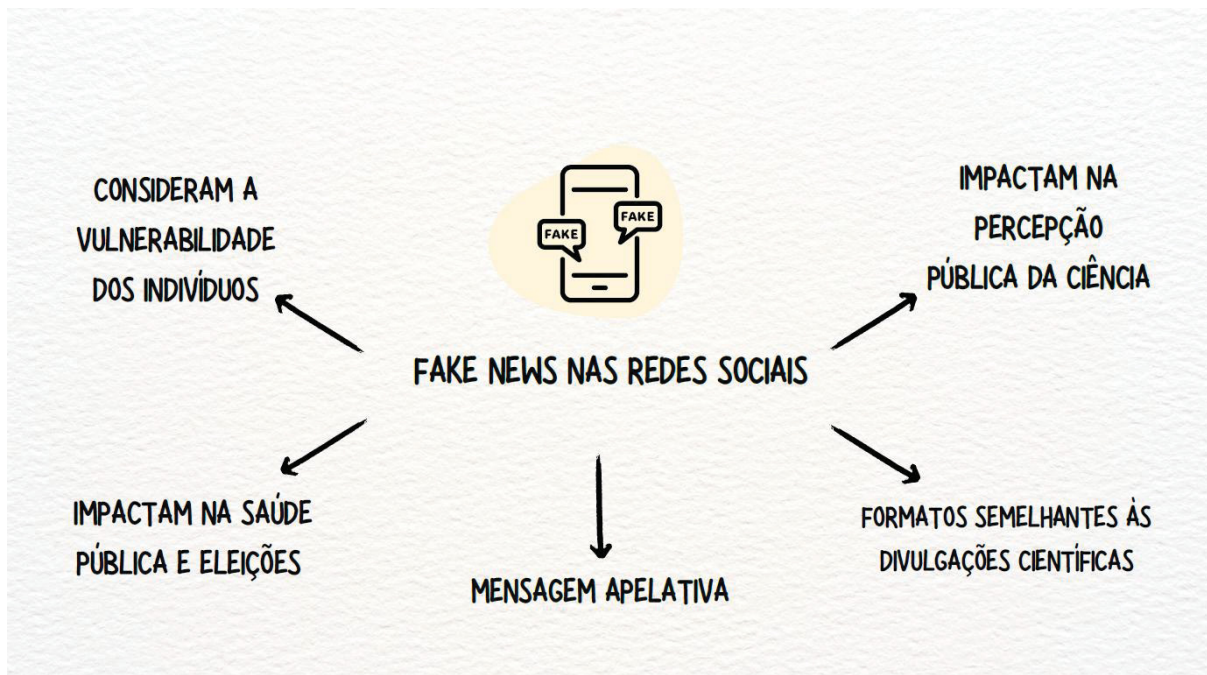 CONSIDERAM A
VULNERABILIDADE
DOS INDIVÍDUOS
FAKE
FAKE
IMPACTAM NA
PERCEPÇÃO
PÚBLICA DA CIÊNCIA
FAKE NEWS NAS REDES SOCIAIS
IMPACTAM NA SAÚDE
PÚBLICA E ELEIÇÕES
MENSAGEM APELATIVA
FORMATOS SEMELHANTES ÀS
DIVULGAÇÕES CIENTÍFICAS